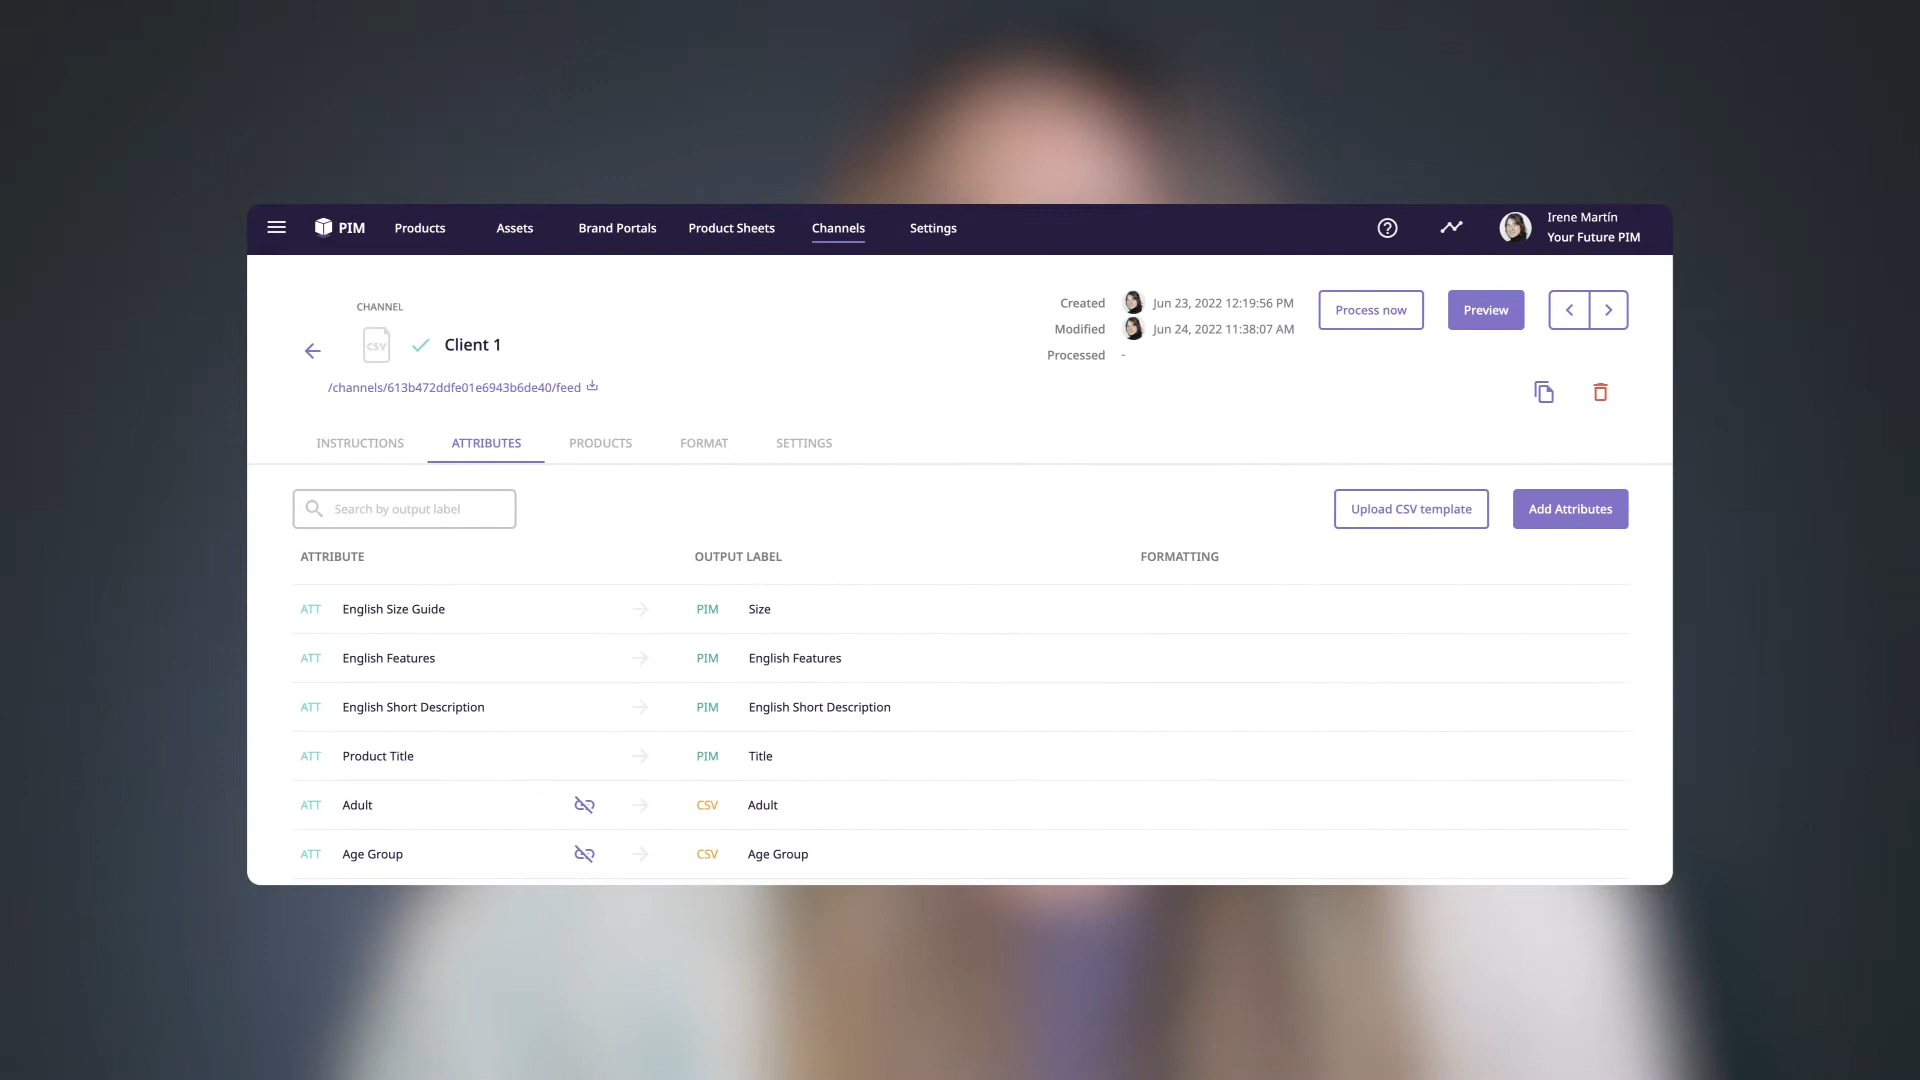 PIM Products Assets Brand Portals Product Sheets Channels Settings
Irene Martín
Your Future PIM
CHANNEL
CSV Client 1
/channels/613b472ddfe01e6943b6de40/feed
Created Jun 23, 2022 12:19:56 PM
Modified Jun 24, 2022 11:38:07 AM
Processed -
Process now Preview
INSTRUCTIONS ATTRIBUTES PRODUCTS FORMAT SETTINGS
Search by output label Upload CSV template Add Attributes
ATTRIBUTE OUTPUT LABEL FORMATTING
ATT English Size Guide PIM Size
ATT English Features PIM English Features
ATT English Short Description PIM English Short Description
ATT Product Title PIM Title
ATT Adult CSV Adult
ATT Age Group CSV Age Group